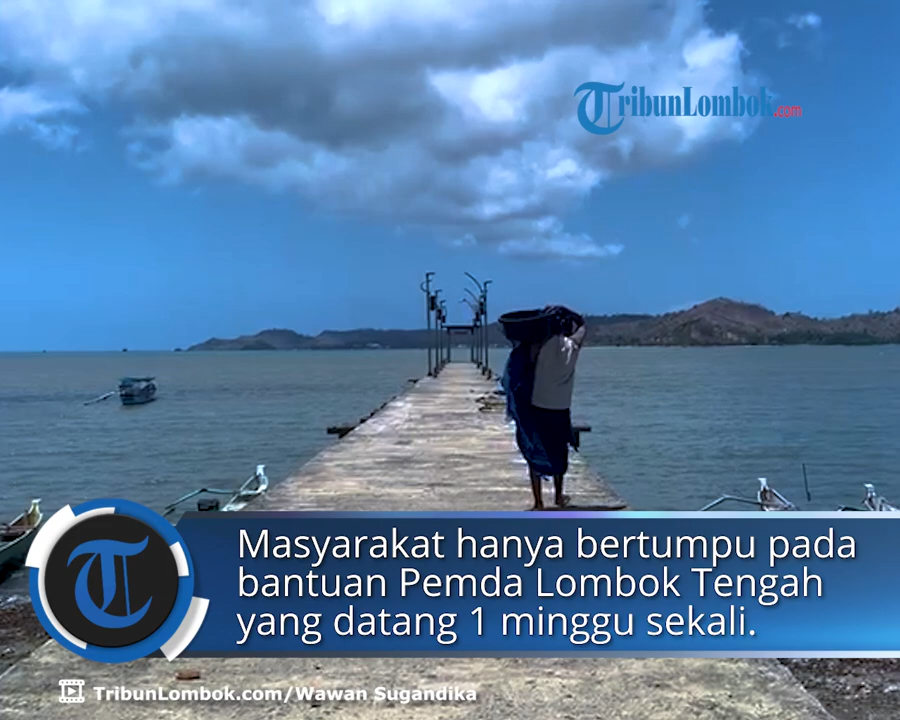 TribunLombok.com
Masyarakat hanya bertumpu pada
bantuan Pemda Lombok Tengah
yang datang 1 minggu sekali.
TribunLombok.com/Wawan Sugandika